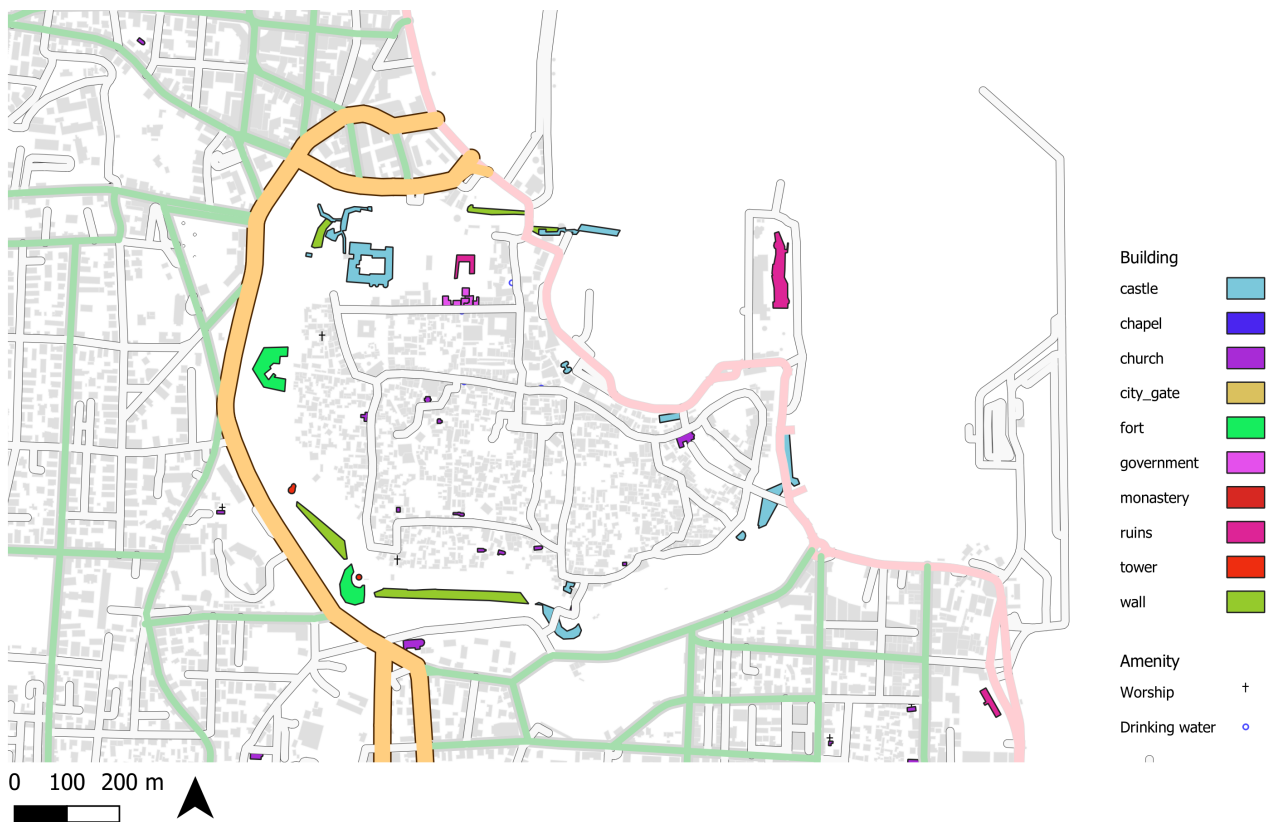 Building
castle
chapel
church
city_gate
fort
government
monastery
ruins
tower
wall
Amenity
Worship
Drinking water
0 100 200 m